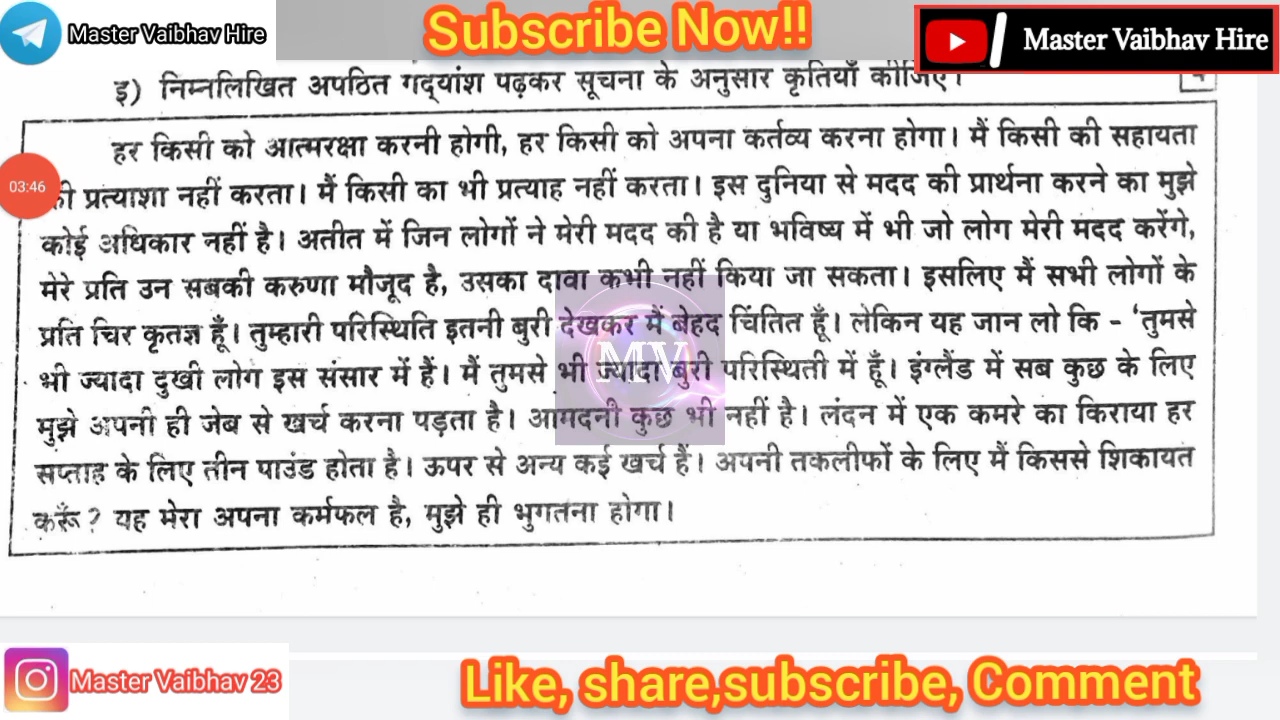 Master Vaibhav Hire
Subscribe Now!!
Master Vaibhav Hire
इ) निम्नलिखित अपठित गद्यांश पढ़कर सूचना के अनुसार कृतियाँ कीजिए।
हर किसी को आत्मरक्षा करनी होगी, हर किसी को अपना कर्तव्य करना होगा। मैं किसी की सहायता
03:46
की प्रत्याशा नहीं करता। मैं किसी का भी प्रत्याह नहीं करता। इस दुनिया से मदद की प्रार्थना करने का मुझे
कोई अधिकार नहीं है। अतीत में जिन लोगों ने मेरी मदद की है या भविष्य में भी जो लोग मेरी मदद करेंगे,
मेरे प्रति उन सबकी करुणा मौजूद है, उसका दावा कभी नहीं किया जा सकता। इसलिए मैं सभी लोगों के
प्रति चिर कृतज्ञ हूँ। तुम्हारी परिस्थिति इतनी बुरी देखकर मैं बेहद चिंतित हूँ। लेकिन यह जान लो कि - 'तुमसे
भी ज्यादा दुखी लोग इस संसार में हैं। मैं तुमसे भी ज्यादा बुरी परिस्थिती में हूँ। इंग्लैंड में सब कुछ के लिए
MV
मुझे अपनी ही जेब से खर्च करना पड़ता है। आमदनी कुछ भी नहीं है। लंदन में एक कमरे का किराया हर
सप्ताह के लिए तीन पाउंड होता है। ऊपर से अन्य कई खर्च हैं। अपनी तकलीफों के लिए मैं किससे शिकायत
करूँ? यह मेरा अपना कर्मफल है, मुझे ही भुगतना होगा।
Master Vaibhav 23
Like, share,subscribe, Comment